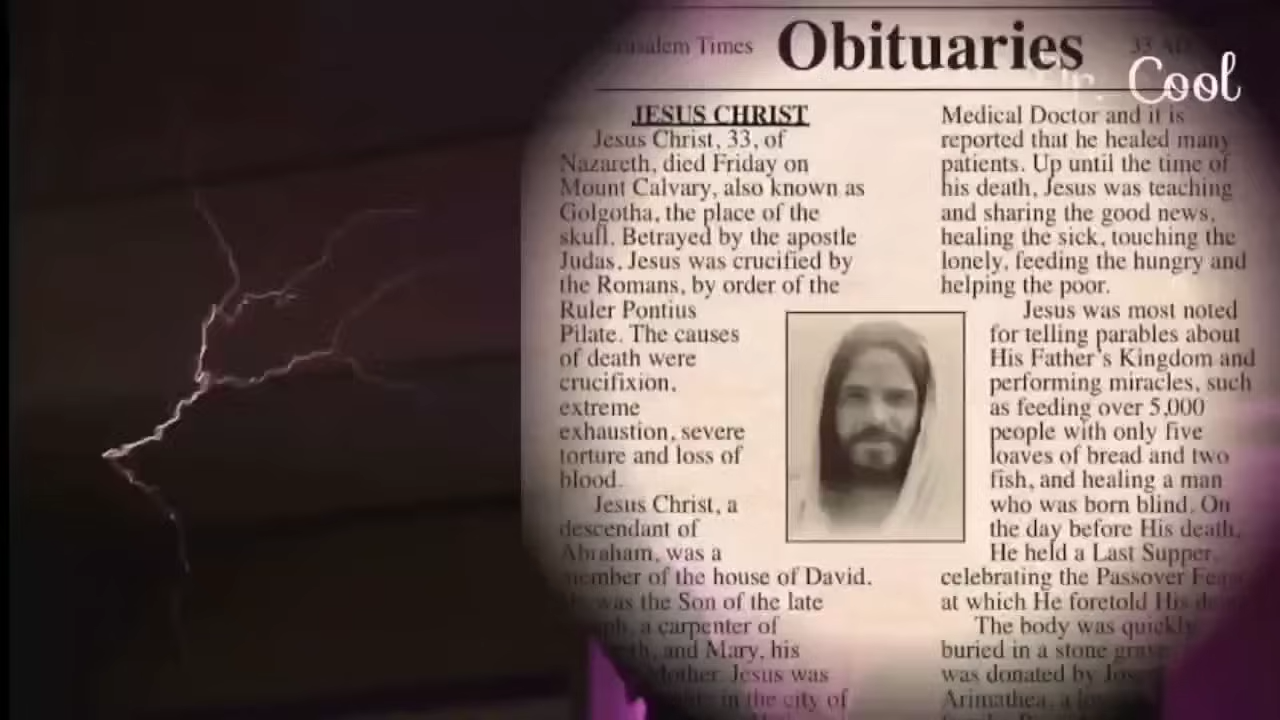 Times
Obituaries
Cool
JESUS CHRIST
Jesus Christ, 33, of
Nazareth, died Friday on
Mount Calvary, also known as
Golgotha, the place of the
skull. Betrayed by the apostle
Judas, Jesus was crucified by
the Romans, by order of the
Ruler Pontius
Pilate. The causes
of death were
crucifixion,
extreme
exhaustion, severe
torture and loss of
blood.
Jesus Christ, a
descendant of
Abraham, was a
member of the house of David.
was the Son of the late
a carpenter of
and Mary, his
Jesus was
in the city of
Medical Doctor and it is
reported that he healed many
patients. Up until the time of
his death, Jesus was teaching
and sharing the good news,
healing the sick, touching the
lonely, feeding the hungry and
helping the poor.
Jesus was most noted
for telling parables about
His Father's Kingdom and
performing miracles, such
as feeding over 5,000
people with only five
loaves of bread and two
fish, and healing a man
who was born blind. On
the day before His death,
He held a Last Supper,
celebrating the Passover
at which He foretold His
The body was quickly
buried in a stone
was donated by
Arimathea, a